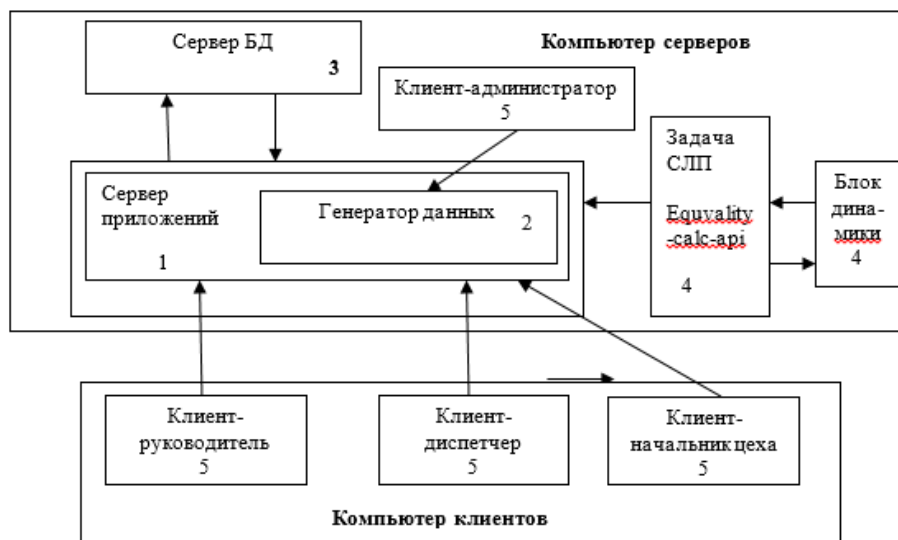 Сервер БД
3
Компьютер серверов
Клиент-администратор
5
Задача
СЛП
Equvality
-calc-api
4
Блок
дина-
мики
4
Сервер
приложений
1
Генератор данных
2
Клиент-
руководитель
5
Клиент-
диспетчер
5
Клиент-
начальник цеха
5
Компьютер клиентов